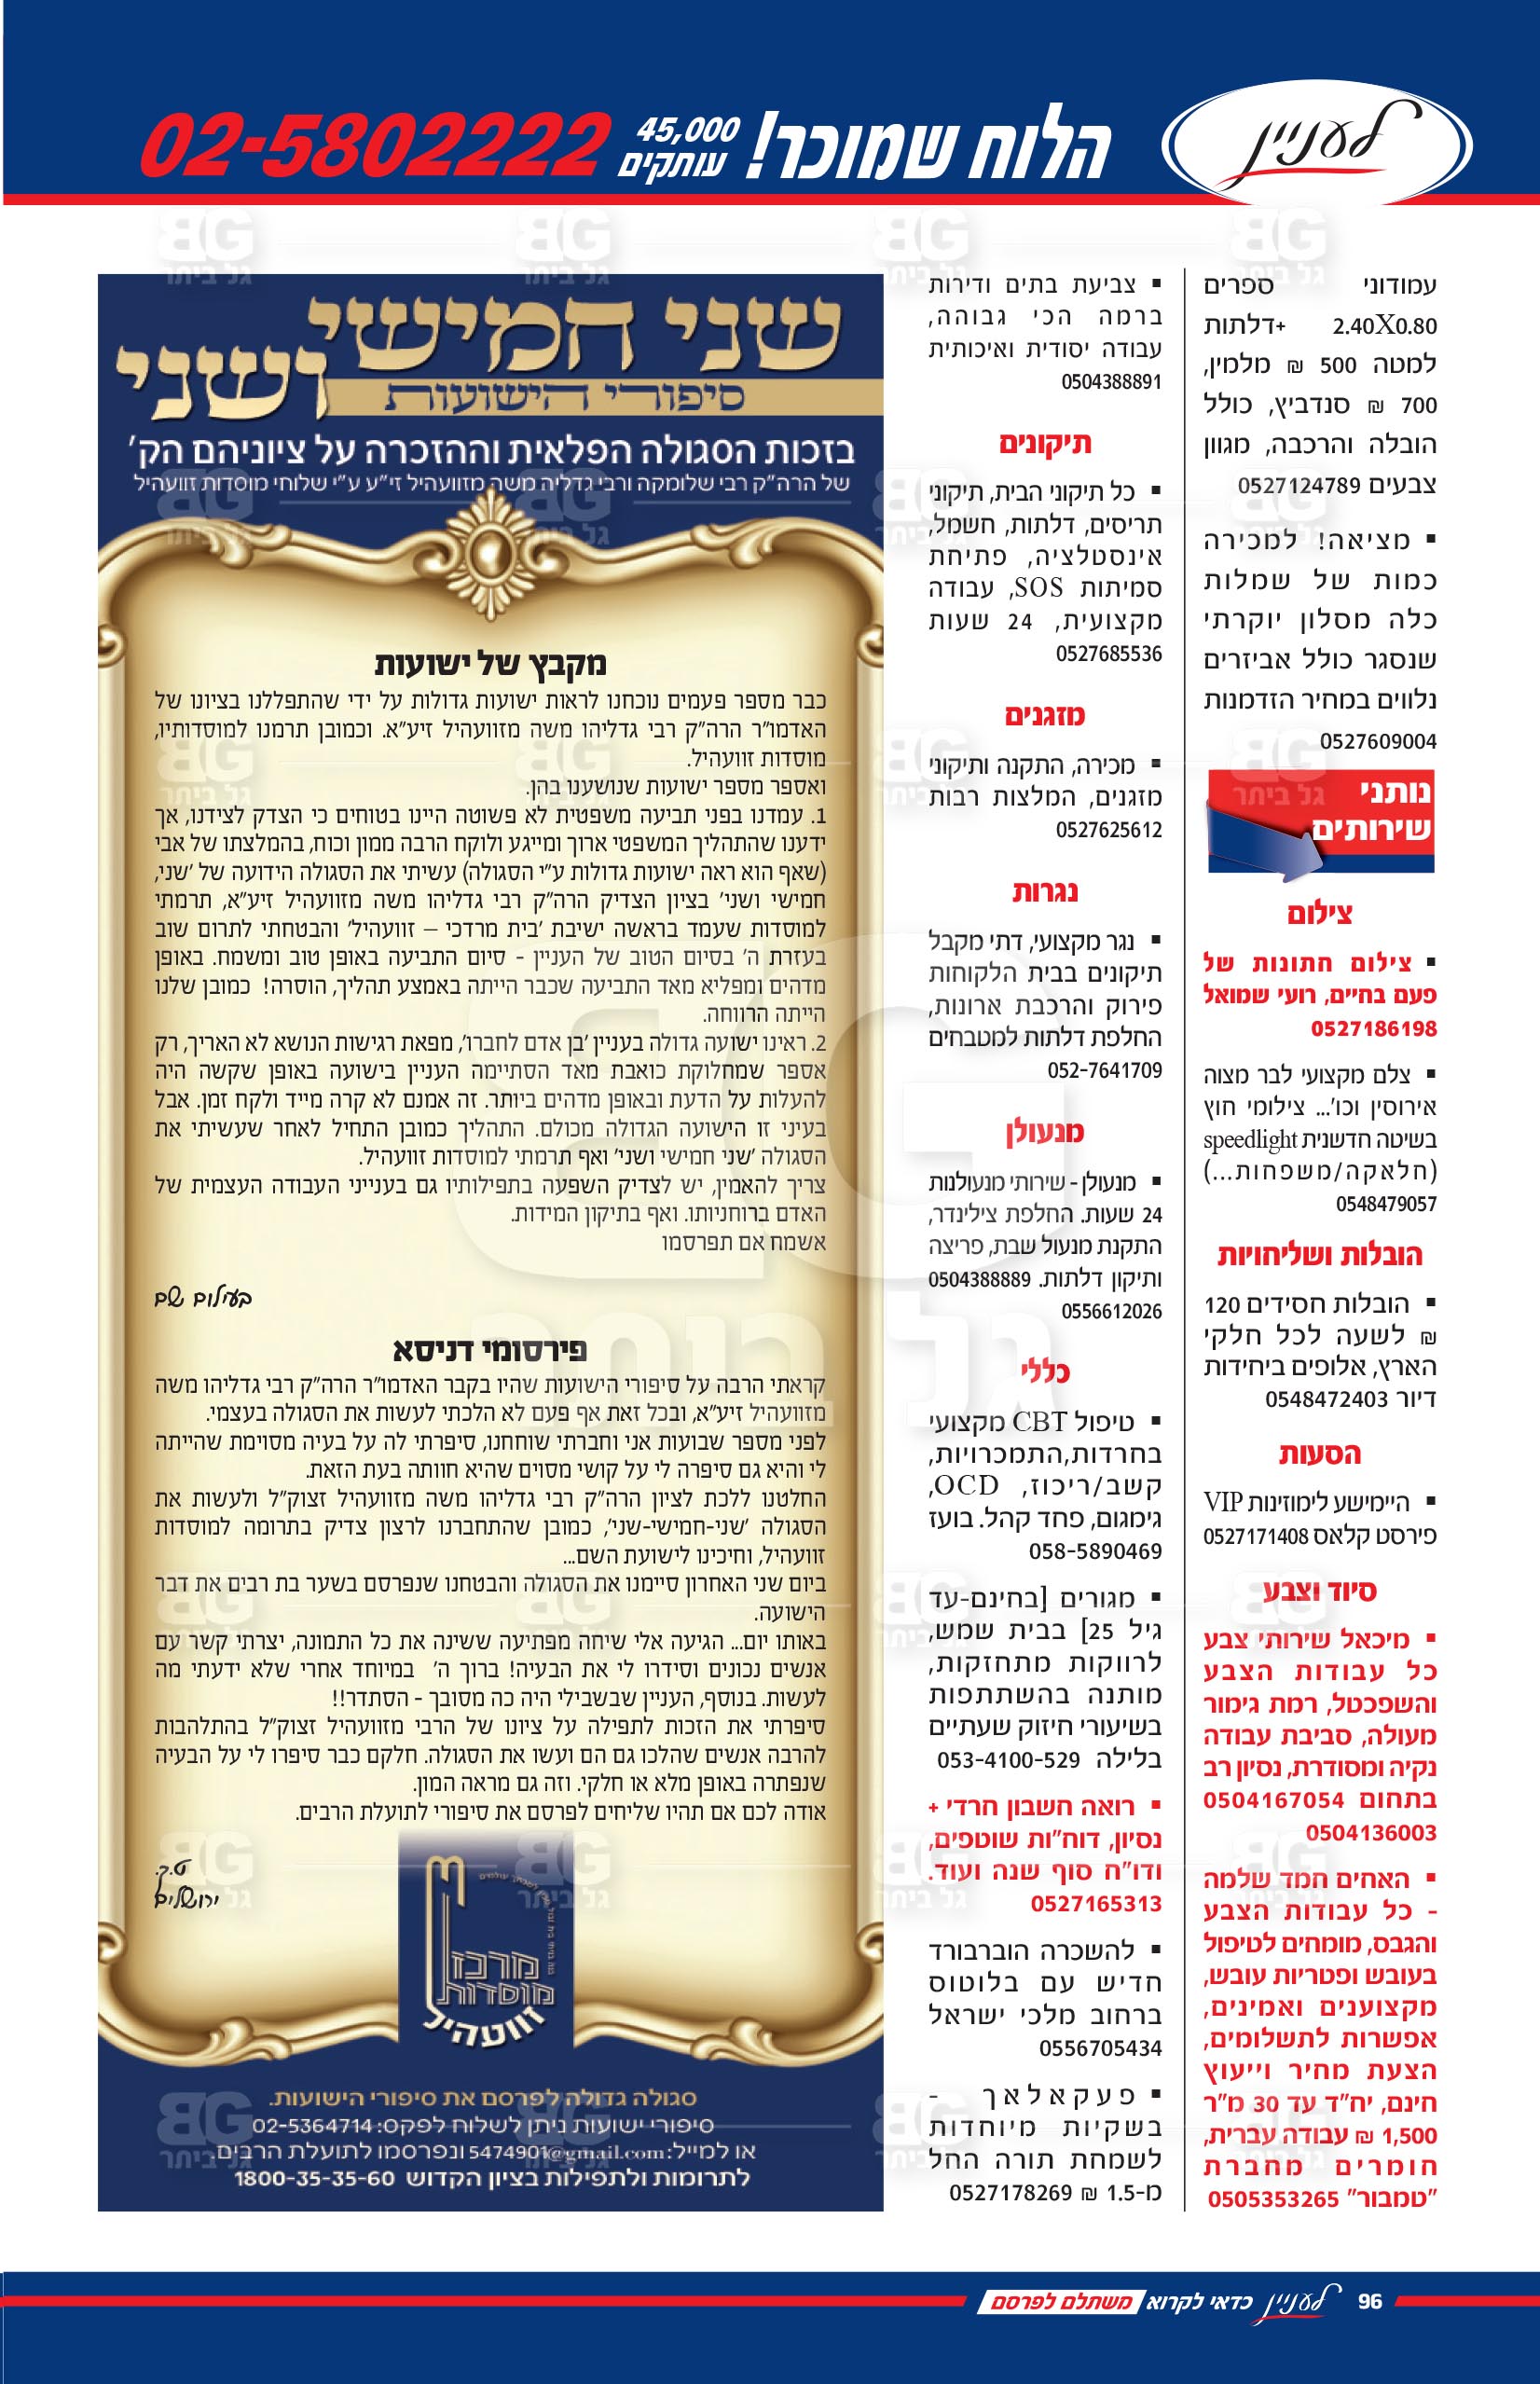 לעניין
הלוח שמוכר!
45,000
עותקים
02-5802222
עמודוני ספרים
2.40X0.80 +דלתות
למטה 500 ₪ מלמין,
700 ₪ סנדביץ, כולל
הובלה והרכבה, מגוון
צבעים 0527124789
▪ מציאה! למכירה
כמות של שמלות
כלה מסלון יוקרתי
שנסגר כולל אביזרים
נלווים במחיר הזדמנות
0527609004
נותני
שירותים
צילום
▪ צילום חתונות של
פעם בחיים, רועי שמואל
0527186198
▪ צלם מקצועי לבר מצוה
אירוסין וכו'... צילומי חוץ
בשיטה חדשנית speedlight
(חלאקה/משפחות...)
0548479057
הובלות ושליחויות
▪ הובלות חסידים 120
₪ לשעה לכל חלקי
הארץ, אלופים ביחידות
דיור 0548472403
הסעות
▪ היימישע לימוזינות VIP
פירסט קלאס 0527171408
סיוד וצבע
▪ מיכאל שירותי צבע
כל עבודות הצבע
והשפכטל, רמת גימור
מעולה, סביבת עבודה
נקיה ומסודרת, נסיון רב
בתחום 0504167054
0504136003
▪ האחים חמד שלמה
- כל עבודות הצבע
והגבס, מומחים לטיפול
בעובש ופטריות עובש,
מקצוענים ואמינים,
אפשרות לתשלומים,
הצעת מחיר וייעוץ
חינם, יח"ד עד 30 מ"ר
1,500 ₪ עבודה עברית,
חומרים מחברת
"טמבור" 0505353265
▪ צביעת בתים ודירות
ברמה הכי גבוהה,
עבודה יסודית ואיכותית
0504388891
תיקונים
▪ כל תיקוני הבית, תיקוני
תריסים, דלתות, חשמל,
אינסטלציה, פתיחת
סמיתות SOS, עבודה
מקצועית, 24 שעות
0527685536
מזגנים
▪ מכירה, התקנה ותיקוני
מזגנים, המלצות רבות
0527625612
נגרות
▪ נגר מקצועי, דתי מקבל
תיקונים בבית הלקוחות
פירוק והרכבת ארונות,
החלפת דלתות למטבחים
052-7641709
מנעולן
▪ מנעולן - שירותי מנעולנות
24 שעות. החלפת צילינדר,
התקנת מנעול שבת, פריצה
ותיקון דלתות. 0504388889
0556612026
כללי
▪ טיפול CBT מקצועי
בחרדות,התמכרויות,
קשב/ריכוז, OCD,
גימגום, פחד קהל. בועז
058-5890469
▪ מגורים [בחינם-עד
גיל 25] בבית שמש,
לרווקות מתחזקות,
מותנה בהשתתפות
בשיעורי חיזוק שעתיים
בלילה 053-4100-529
▪ רואה חשבון חרדי +
נסיון, דוח"ות שוטפים,
ודו"ח סוף שנה ועוד.
0527165313
▪ להשכרה הוברבורד
חדיש עם בלוטוס
ברחוב מלכי ישראל
0556705434
▪ פעקאלאך -
בשקיות מיוחדות
לשמחת תורה החל
מ-1.5 ₪ 0527178269
שני חמישי
ושני
סיפורי הישועות
בזכות הסגולה הפלאית וההזכרה על ציוניהם הק'
של הרה"ק רבי שלומקה ורבי גדליה משה מזוועהיל זי"ע ע"י שלוחי מוסדות זוועהיל
מקבץ של ישועות
כבר מספר פעמים נוכחנו לראות ישועות גדולות על ידי שהתפללנו בציונו של
האדמו"ר הרה"ק רבי גדליהו משה מזוועהיל זיע"א. וכמובן תרמנו למוסדותיו,
מוסדות זוועהיל.
ואספר מספר ישועות שנושענו בהן.
1. עמדנו בפני תביעה משפטית לא פשוטה היינו בטוחים כי הצדק לצידנו, אך
ידענו שהתהליך המשפטי ארוך ומייגע ולוקח הרבה ממון וכוח, בהמלצתו של אבי
(שאף הוא ראה ישועות גדולות ע"י הסגולה) עשיתי את הסגולה הידועה של 'שני,
חמישי ושני' בציון הצדיק הרה"ק רבי גדליהו משה מזוועהיל זיע"א, תרמתי
למוסדות שעמד בראשה ישיבת 'בית מרדכי – זוועהיל' והבטחתי לתרום שוב
בעזרת ה' בסיום הטוב של העניין - סיום התביעה באופן טוב ומשמח. באופן
מדהים ומפליא מאד התביעה שכבר הייתה באמצע תהליך, הוסרה! כמובן שלנו
הייתה הרווחה.
2. ראינו ישועה גדולה בעניין 'בן אדם לחברו', מפאת רגישות הנושא לא האריך, רק
אספר שמחלוקת כואבת מאד הסתיימה העניין בישועה באופן שקשה היה
להעלות על הדעת ובאופן מדהים ביותר. זה אמנם לא קרה מייד ולקח זמן. אבל
בעיני זו הישועה הגדולה מכולם. התהליך כמובן התחיל לאחר שעשיתי את
הסגולה 'שני חמישי ושני' ואף תרמתי למוסדות זוועהיל.
צריך להאמין, יש לצדיק השפעה בתפילותיו גם בענייני העבודה העצמית של
האדם ברוחניותו. ואף בתיקון המידות.
אשמח אם תפרסמו
בעילום שם
פירסומי דניסא
קראתי הרבה על סיפורי הישועות שהיו בקבר האדמו"ר הרה"ק רבי גדליהו משה
מזוועהיל זיע"א, ובכל זאת אף פעם לא הלכתי לעשות את הסגולה בעצמי.
לפני מספר שבועות אני וחברתי שוחחנו, סיפרתי לה על בעיה מסוימת שהייתה
לי והיא גם סיפרה לי על קושי מסוים שהיא חוותה בעת הזאת.
החלטנו ללכת לציון הרה"ק רבי גדליהו משה מזוועהיל זצוק"ל ולעשות את
הסגולה 'שני-חמישי-שני', כמובן שהתחברנו לרצון צדיק בתרומה למוסדות
זוועהיל, וחיכינו לישועת השם...
ביום שני האחרון סיימנו את הסגולה והבטחנו שנפרסם בשער בת רבים את דבר
הישועה.
באותו יום... הגיעה אלי שיחה מפתיעה ששינה את כל התמונה, יצרתי קשר עם
אנשים נכונים וסידרו לי את הבעיה! ברוך ה' במיוחד אחרי שלא ידעתי מה
לעשות. בנוסף, העניין שבשבילי היה כה מסובך - הסתדר!!
סיפרתי את הזכות לתפילה על ציונו של הרבי מזוועהיל זצוק"ל בהתלהבות
להרבה אנשים שהלכו גם הם ועשו את הסגולה. חלקם כבר סיפרו לי על הבעיה
שנפתרה באופן מלא או חלקי. וזה גם מראה המון.
אודה לכם אם תהיו שליחים לפרסם את סיפורי לתועלת הרבים.
ט.ק.
ירושלים
מרכז
מוסדות
זוועהיל
סגולה גדולה לפרסם את סיפורי הישועות.
סיפורי ישועות ניתן לשלוח לפקס: 02-5364714
או למייל: 5474901@gmail.com ונפרסמו לתועלת הרבים.
לתרומות ולתפילות בציון הקדוש 1800-35-35-60
96 לעניין כדאי לקרוא משתלם לפרסם
BG
גל ביתר